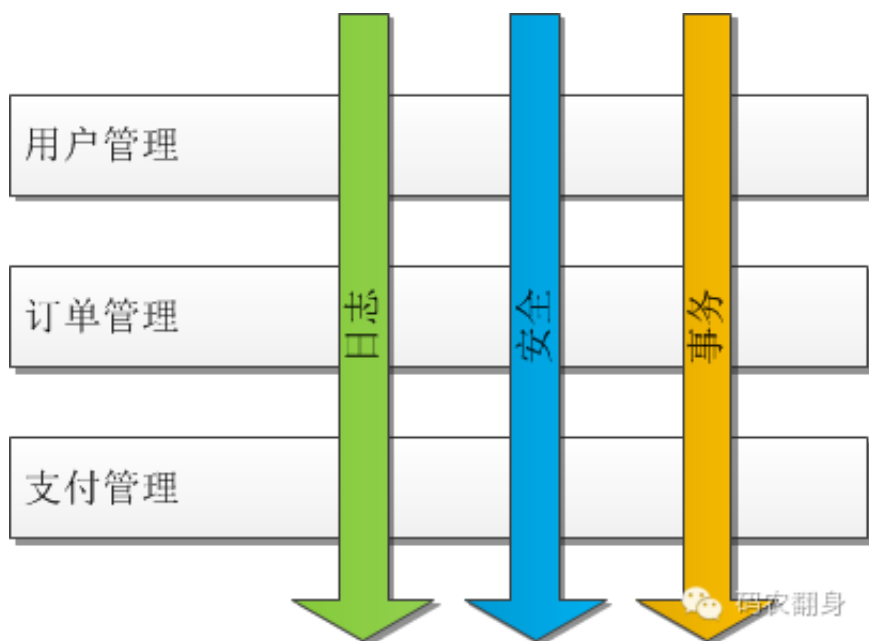 用户管理
订单管理
支付管理
日志
安全
事务
码农翻身